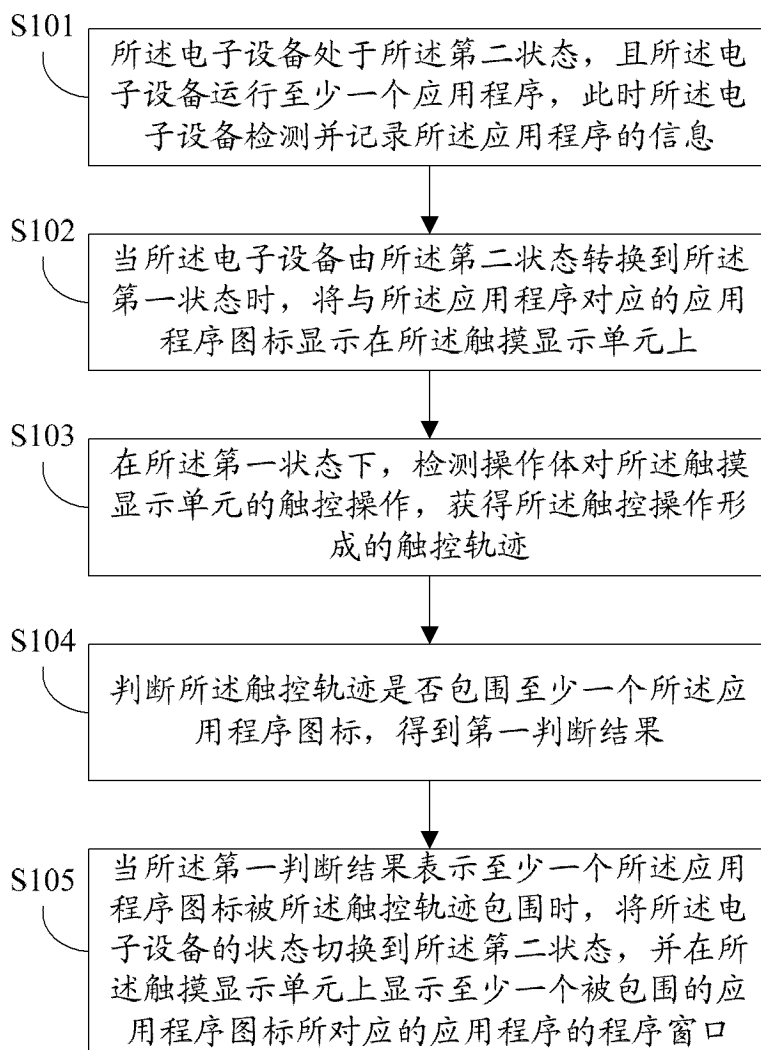 S101
所述电子设备处于所述第二状态，且所述电
子设备运行至少一个应用程序，此时所述电
子设备检测并记录所述应用程序的信息
S102
当所述电子设备由所述第二状态转换到所述
第一状态时，将与所述应用程序对应的应用
程序图标显示在所述触摸显示单元上
S103
在所述第一状态下，检测操作体对所述触摸
显示单元的触控操作，获得所述触控操作形
成的触控轨迹
S104
判断所述触控轨迹是否包围至少一个所述应
用程序图标，得到第一判断结果
S105
当所述第一判断结果表示至少一个所述应用
程序图标被所述触控轨迹包围时，将所述电
子设备的状态切换到所述第二状态，并在所
述触摸显示单元上显示至少一个被包围的应
用程序图标所对应的应用程序的程序窗口